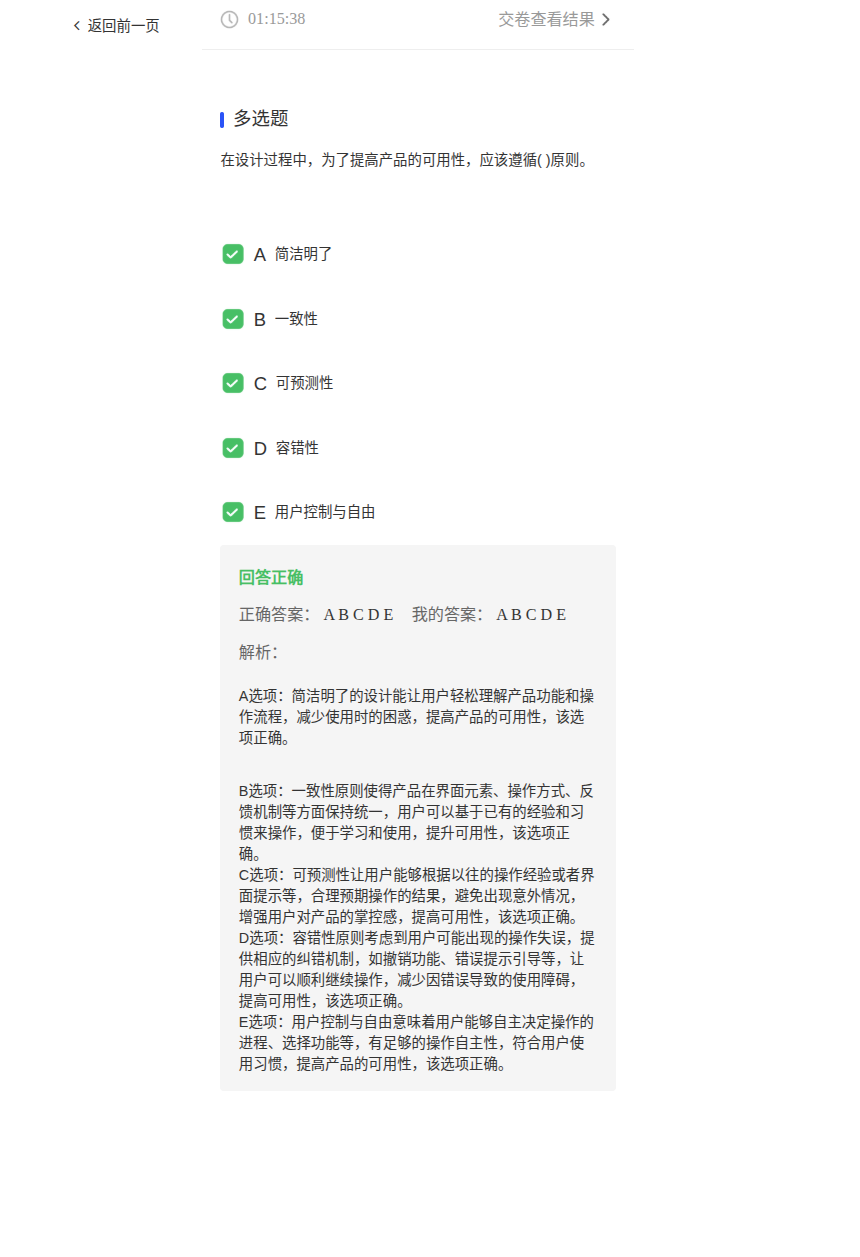 返回前一页
01:15:38 交卷查看结果
多选题
在设计过程中，为了提高产品的可用性，应该遵循( )原则。
A 简洁明了
B 一致性
C 可预测性
D 容错性
E 用户控制与自由
回答正确
正确答案： A B C D E 我的答案： A B C D E
解析：
A选项：简洁明了的设计能让用户轻松理解产品功能和操
作流程，减少使用时的困惑，提高产品的可用性，该选
项正确。
B选项：一致性原则使得产品在界面元素、操作方式、反
馈机制等方面保持统一，用户可以基于已有的经验和习
惯来操作，便于学习和使用，提升可用性，该选项正
确。
C选项：可预测性让用户能够根据以往的操作经验或者界
面提示等，合理预期操作的结果，避免出现意外情况，
增强用户对产品的掌控感，提高可用性，该选项正确。
D选项：容错性原则考虑到用户可能出现的操作失误，提
供相应的纠错机制，如撤销功能、错误提示引导等，让
用户可以顺利继续操作，减少因错误导致的使用障碍，
提高可用性，该选项正确。
E选项：用户控制与自由意味着用户能够自主决定操作的
进程、选择功能等，有足够的操作自主性，符合用户使
用习惯，提高产品的可用性，该选项正确。